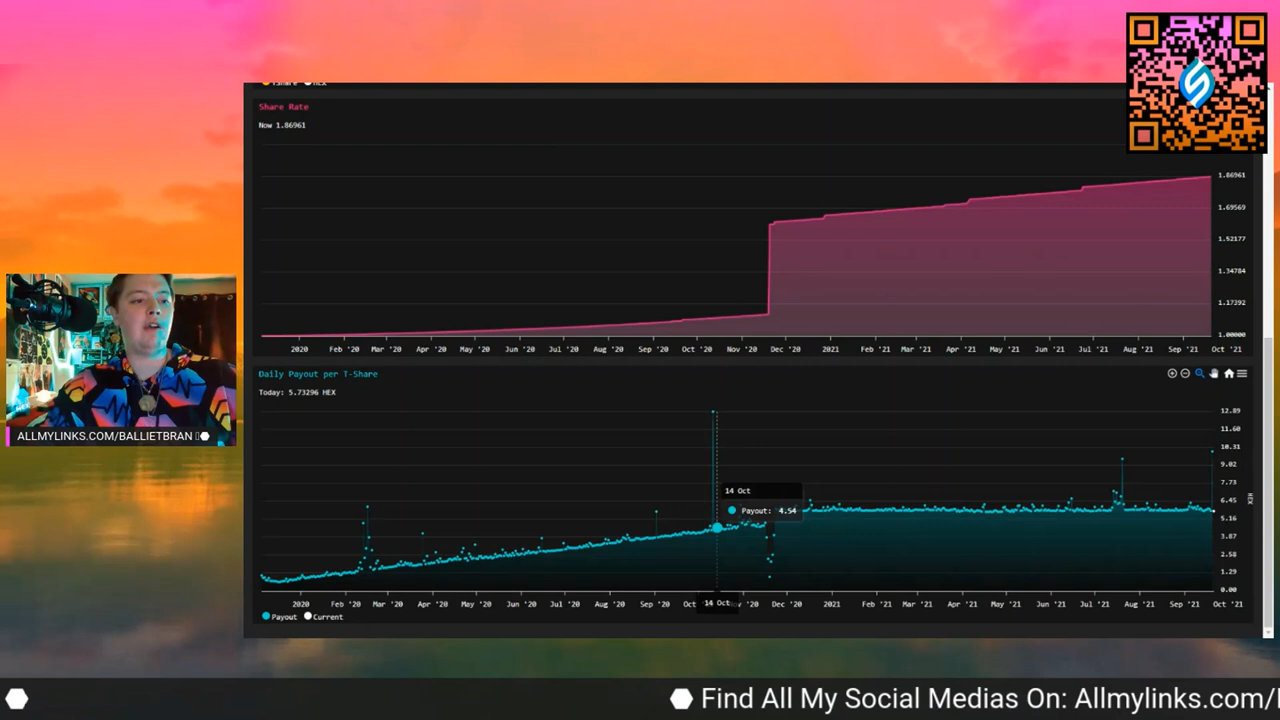 Share Rate
Now 1.86961
1.86961
1.69569
1.52177
1.34784
1.17392
1.00000
2020 Feb '20 Mar '20 Apr '20 May '20 Jun '20 Jul '20 Aug '20 Sep '20 Oct '20 Nov '20 Dec '20 2021 Feb '21 Mar '21 Apr '21 May '21 Jun '21 Jul '21 Aug '21 Sep '21 Oct '21
Daily Payout per T-Share
Today: 5.73296 HEX
12.89
11.60
10.31
9.02
7.73
6.45
5.16
3.87
2.58
1.29
0.00
HEX
14 Oct
Payout: 4.54
2020 Feb '20 Mar '20 Apr '20 May '20 Jun '20 Jul '20 Aug '20 Sep '20 Oct 14 Oct '20 Dec '20 2021 Feb '21 Mar '21 Apr '21 May '21 Jun '21 Jul '21 Aug '21 Sep '21 Oct '21
Payout Current
ALLMYLINKS.COM/BALLIETBRAN
Find All My Social Medias On: Allmylinks.com/